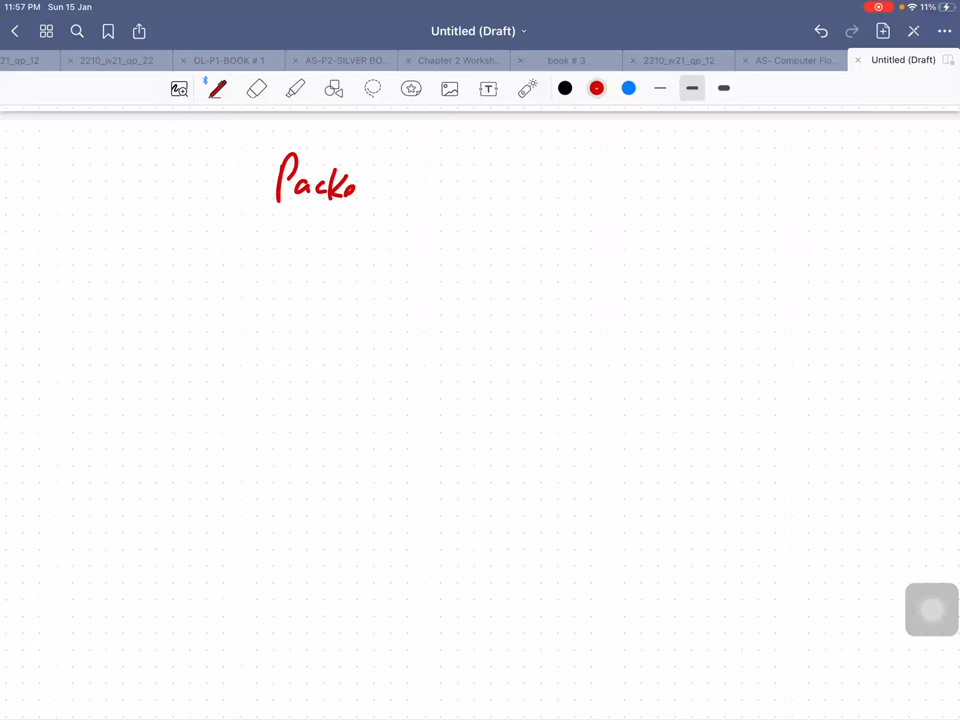 11:57 PM Sun 15 Jan
11%
Untitled (Draft)
21_qp_12
2210_w21_qp_22
OL-P1-BOOK # 1
AS-P2-SILVER BO...
Chapter 2 Worksh...
book # 3
2210_w21_qp_12
AS- Computer Flo...
Untitled (Draft)
Packe